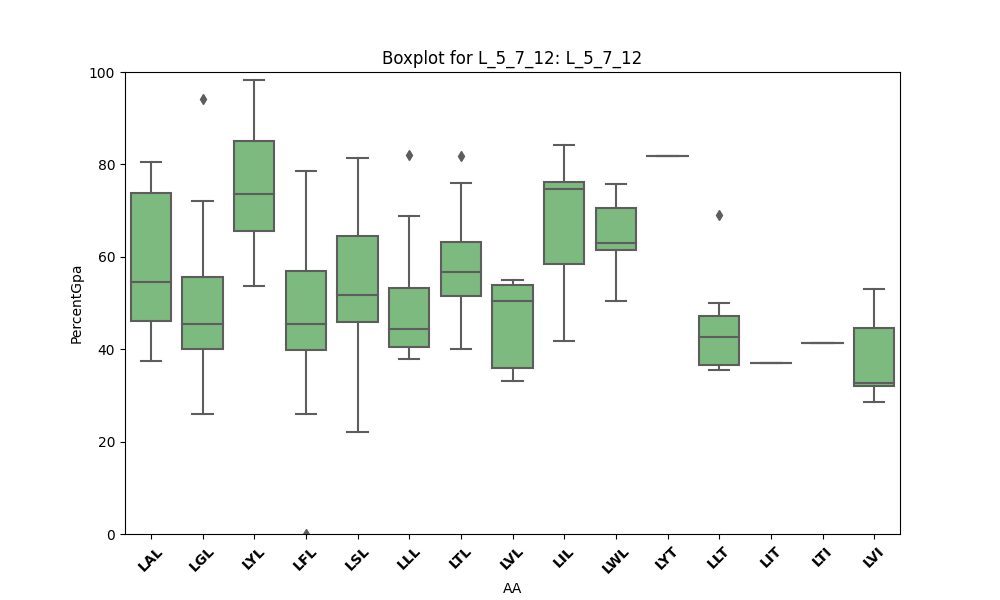 Boxplot for L_5_7_12: L_5_7_12
100
80
60
40
20
0
PercentGpa
LAL LGL LYL LFL LSL LLL LTL LVL LIL LWL LYT LLT LIT LTI LVI
AA